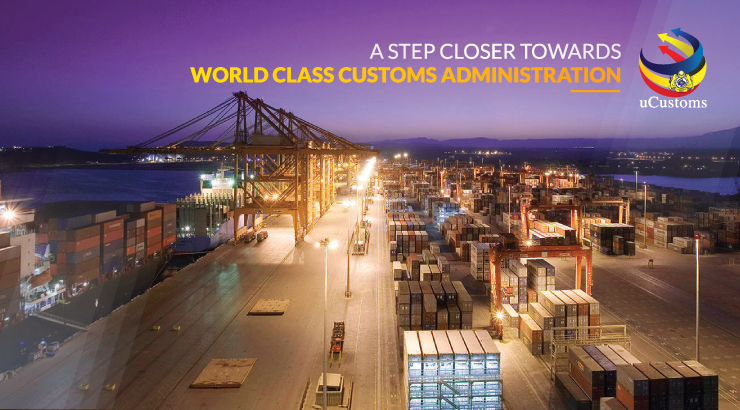 A STEP CLOSER TOWARDS
WORLD CLASS CUSTOMS ADMINISTRATION
uCustoms